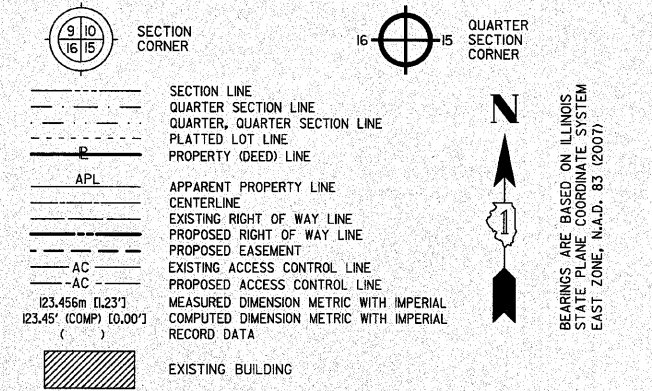 9 10
16 15
SECTION
CORNER
16 15
QUARTER
SECTION
CORNER
SECTION LINE
QUARTER SECTION LINE
QUARTER, QUARTER SECTION LINE
PLATTED LOT LINE
PL PROPERTY (DEED) LINE
APL APPARENT PROPERTY LINE
CENTERLINE
EXISTING RIGHT OF WAY LINE
PROPOSED RIGHT OF WAY LINE
PROPOSED EASEMENT
AC EXISTING ACCESS CONTROL LINE
AC PROPOSED ACCESS CONTROL LINE
123.456m [1.23'] MEASURED DIMENSION METRIC WITH IMPERIAL
123.45' (COMP) [0.00'] COMPUTED DIMENSION METRIC WITH IMPERIAL
( ) RECORD DATA
EXISTING BUILDING
N
1
BEARINGS ARE BASED ON ILLINOIS
STATE PLANE COORDINATE SYSTEM
EAST ZONE, N.A.D. 83 (2007)